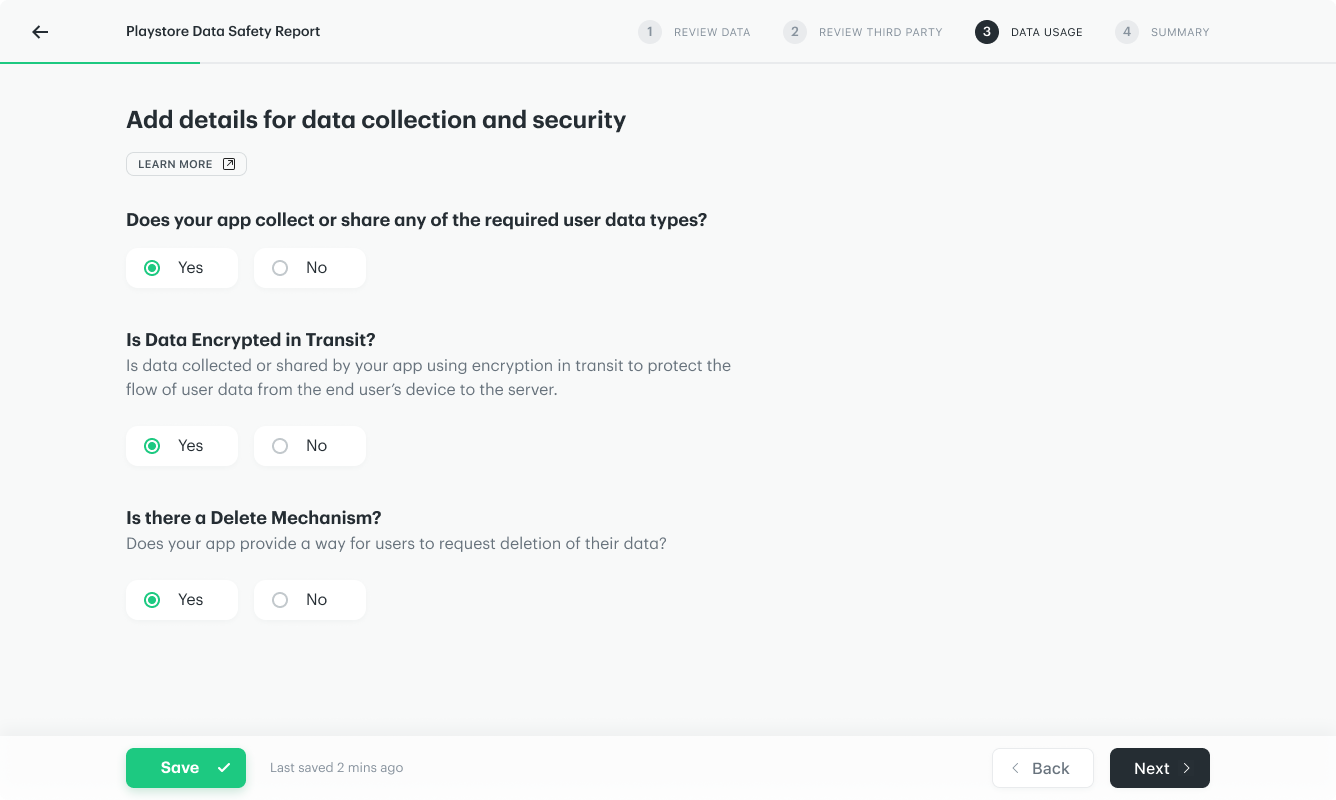 Playstore Data Safety Report
1 REVIEW DATA 2 REVIEW THIRD PARTY 3 DATA USAGE 4 SUMMARY
Add details for data collection and security
LEARN MORE
Does your app collect or share any of the required user data types?
Yes No
Is Data Encrypted in Transit?
Is data collected or shared by your app using encryption in transit to protect the
flow of user data from the end user’s device to the server.
Yes No
Is there a Delete Mechanism?
Does your app provide a way for users to request deletion of their data?
Yes No
Save Last saved 2 mins ago Back Next